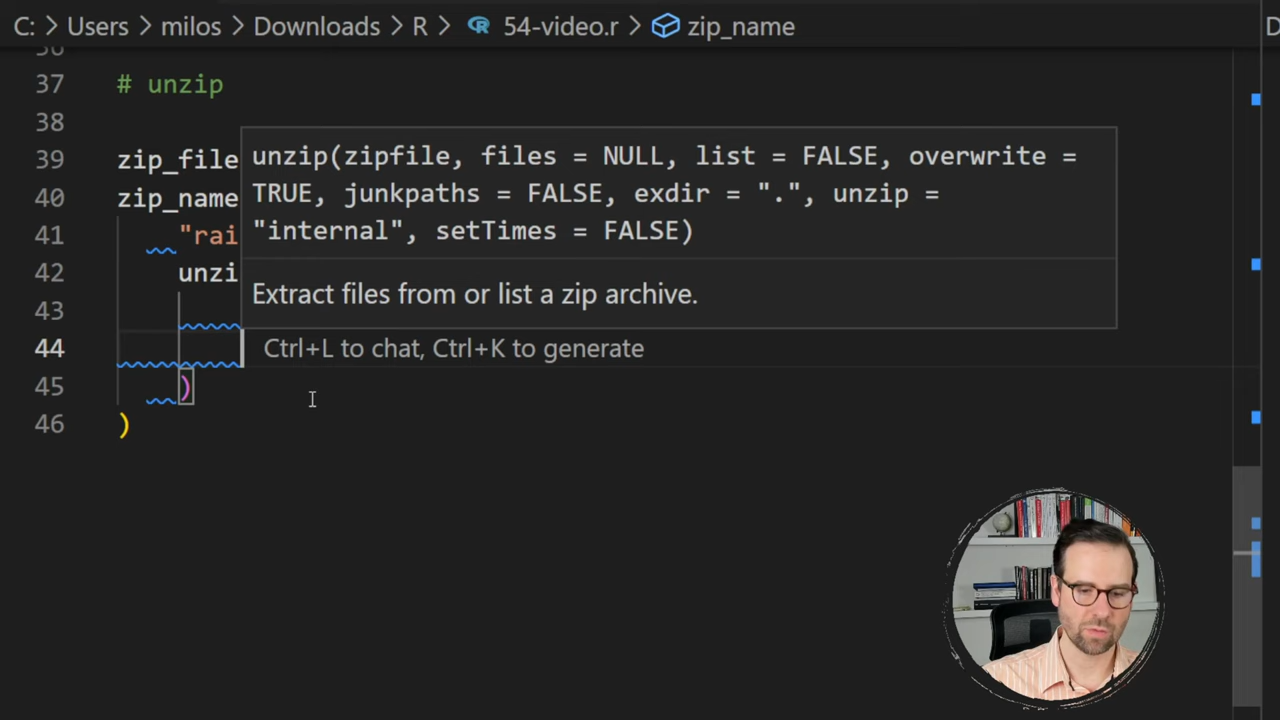 C: > Users > milos > Downloads > R > 54-video.r > zip_name
36
37 # unzip
38
39 zip_file
40 zip_name
41 "rai
42 unzi
43
44 Ctrl+L to chat, Ctrl+K to generate
45 )
46 )
unzip(zipfile, files = NULL, list = FALSE, overwrite =
TRUE, junkpaths = FALSE, exdir = ".", unzip =
"internal", setTimes = FALSE)
Extract files from or list a zip archive.